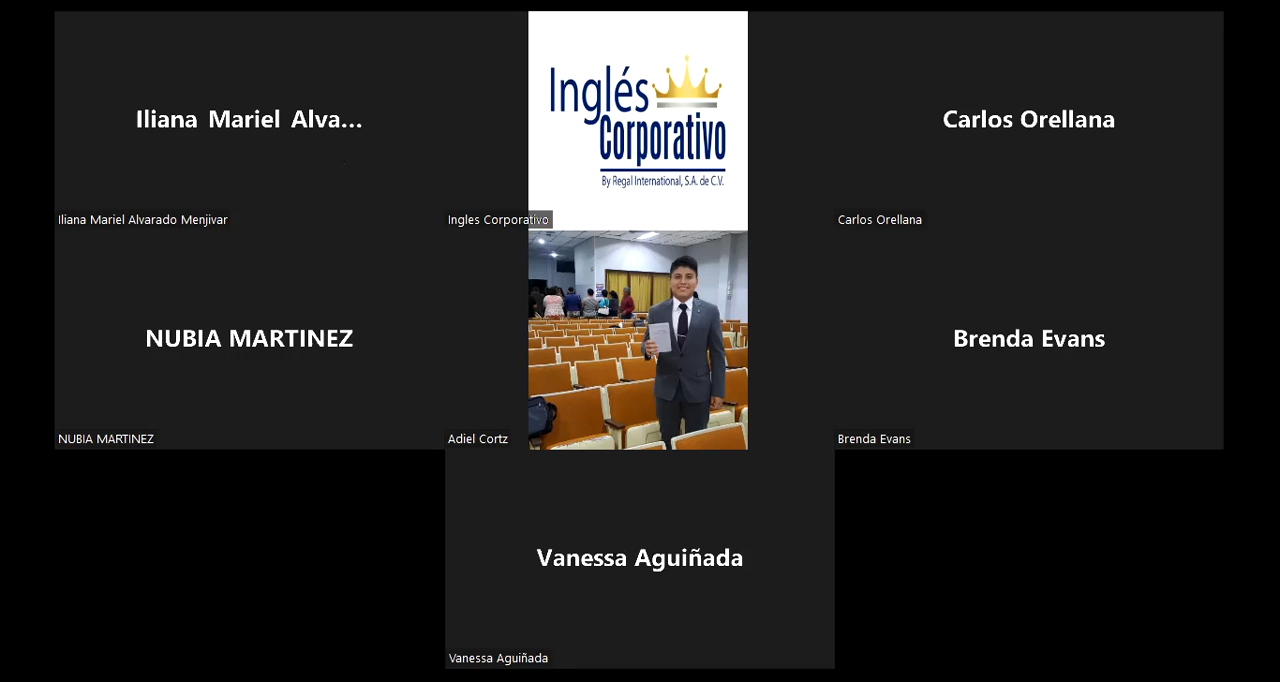 Iliana Mariel Alva...
Iliana Mariel Alvarado Menjivar
Inglés
Corporativo
By Regal International, S.A. de C.V.
Ingles Corporativo
Carlos Orellana
Carlos Orellana
NUBIA MARTINEZ
NUBIA MARTINEZ
Adiel Cortz
Brenda Evans
Brenda Evans
Vanessa Aguiñada
Vanessa Aguiñada